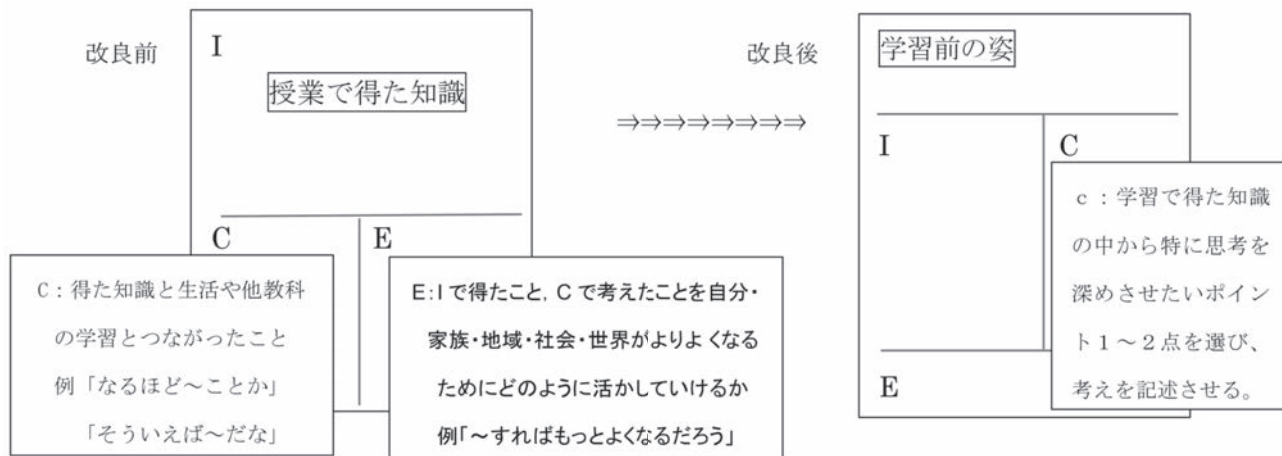 改良前
I
授業で得た知識
C
E
C：得た知識と生活や他教科
の学習とつながったこと
例「なるほど～ことか」
「そういえば～だな」
E:Iで得たこと，Cで考えたことを自分・
家族・地域・社会・世界がよりよくなる
ためにどのように活かしていけるか
例「～すればもっとよくなるだろう」
⇒⇒⇒⇒⇒⇒⇒⇒
改良後
学習前の姿
I
C
c：学習で得た知識
の中から特に思考を
深めさせたいポイン
ト１～２点を選び、
考えを記述させる。
E